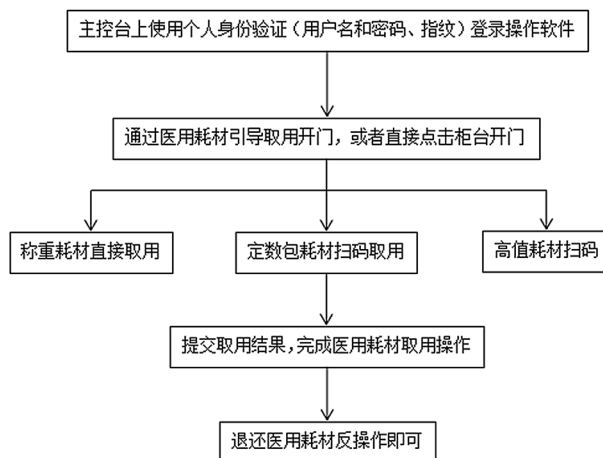 主控台上使用个人身份验证（用户名和密码、指纹）登录操作软件
通过医用耗材引导取用开门，或者直接点击柜台开门
称重耗材直接取用
定数包耗材扫码取用
高值耗材扫码
提交取用结果，完成医用耗材取用操作
退还医用耗材反操作即可